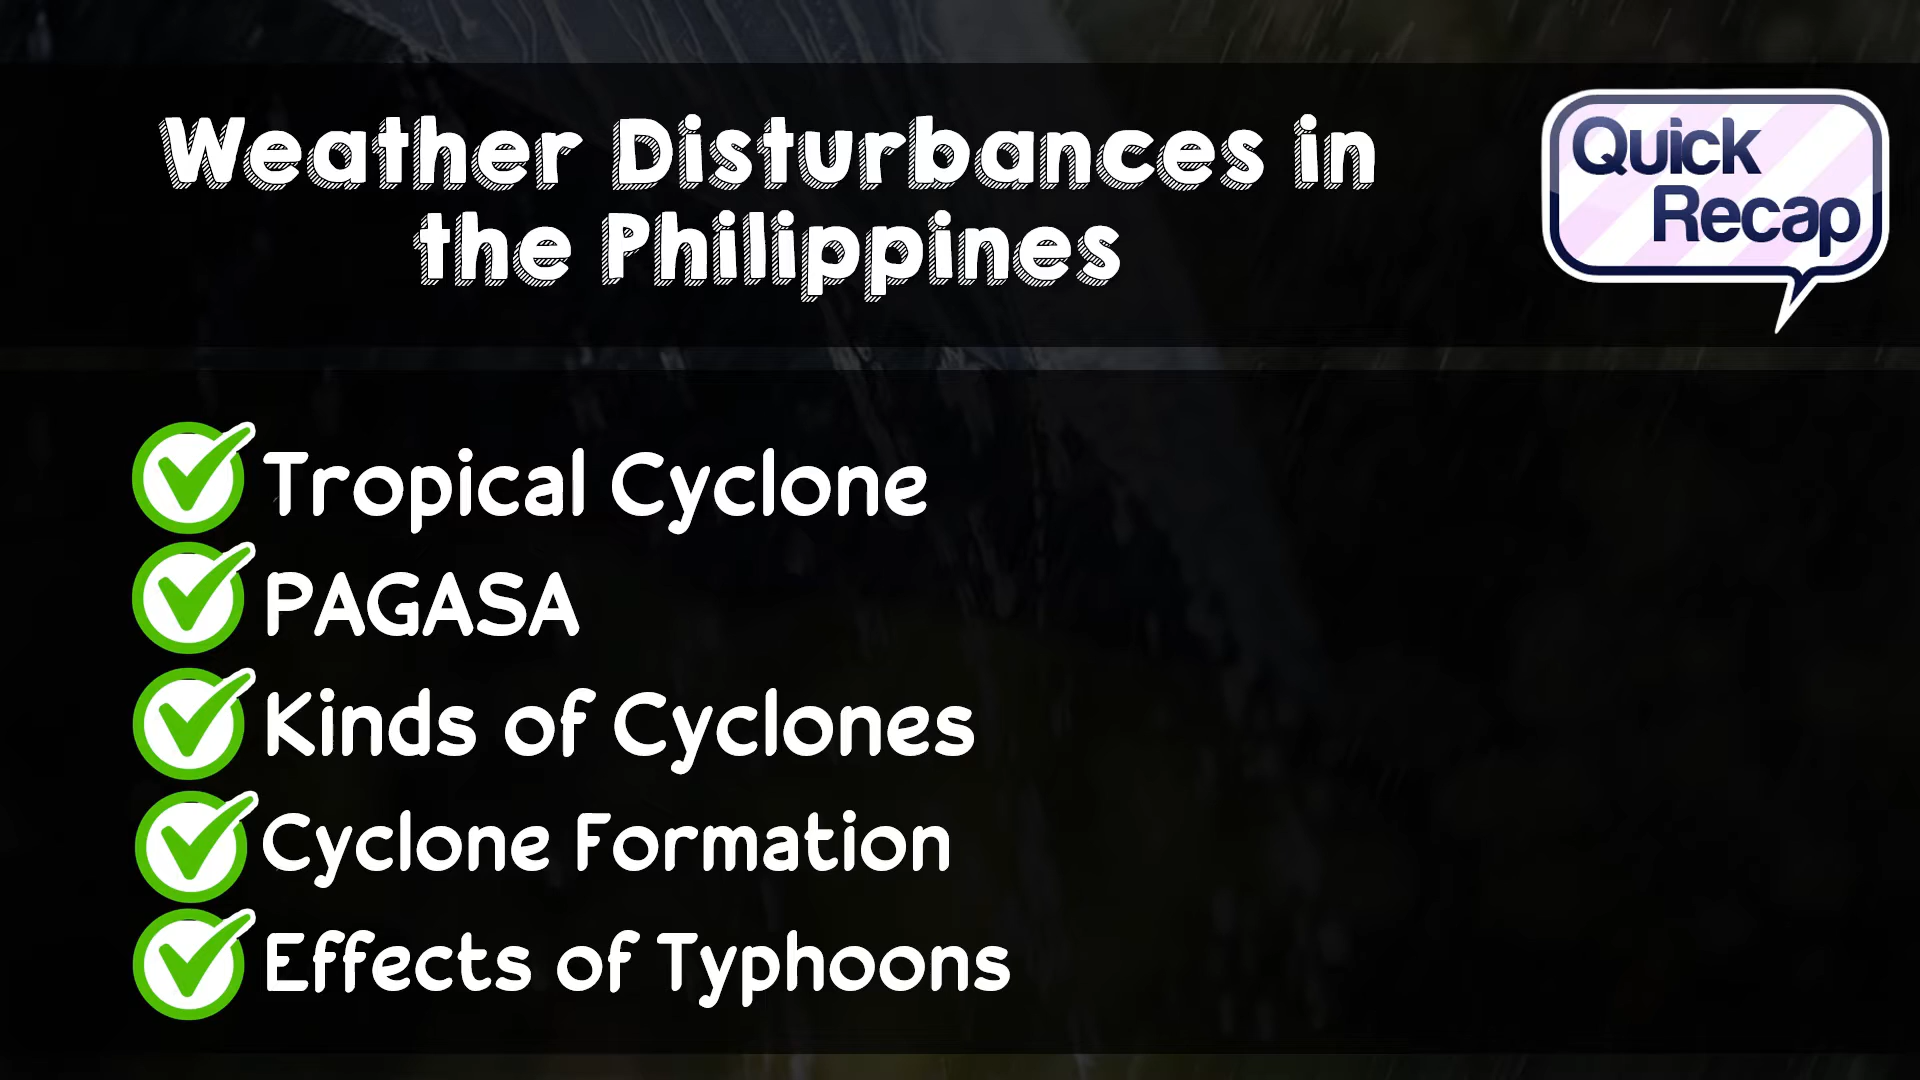 Weather Disturbances in
the Philippines
Quick
Recap
Tropical Cyclone
PAGASA
Kinds of Cyclones
Cyclone Formation
Effects of Typhoons